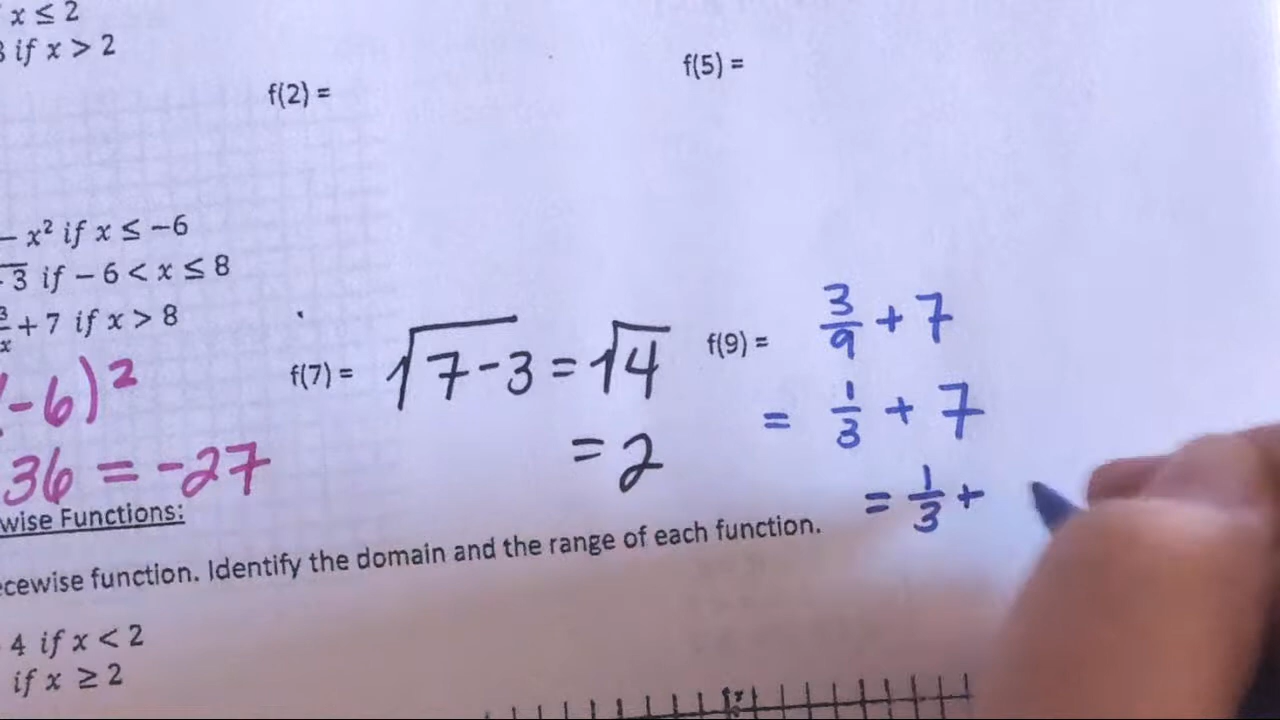 x ≤ 2
3 if x > 2
f(2) =
f(5) =
− x² if x ≤ −6
3 if − 6 < x ≤ 8
3/x + 7 if x > 8
(-6)²
36 = -27
f(7) = √(7-3) = √4
= 2
f(9) = 3/9 + 7
= 1/3 + 7
= 1/3 +
wise Functions:
ecewise function. Identify the domain and the range of each function.
4 if x < 2
if x ≥ 2